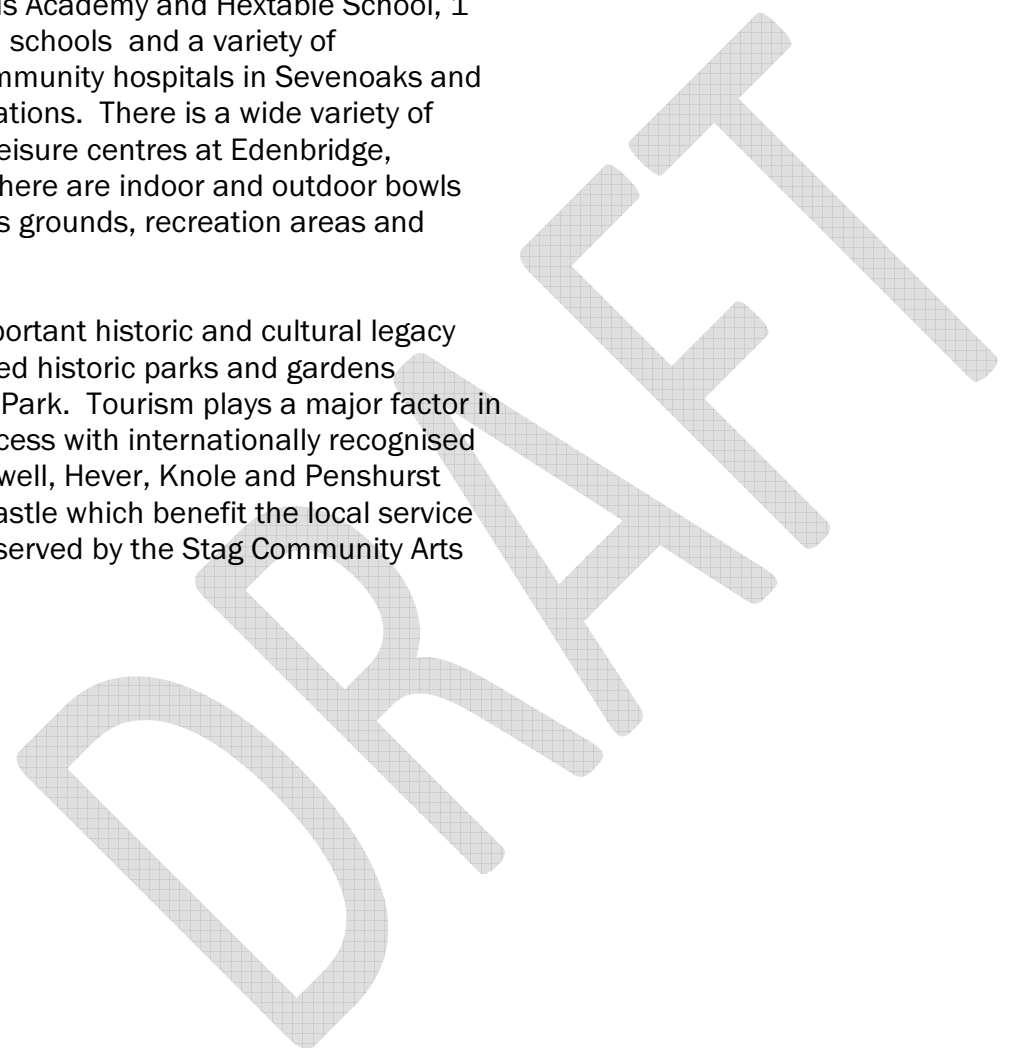 ls Academy and Hextable School, 1
schools and a variety of
mmunity hospitals in Sevenoaks and
ations. There is a wide variety of
eisure centres at Edenbridge,
here are indoor and outdoor bowls
s grounds, recreation areas and
portant historic and cultural legacy
ed historic parks and gardens
Park. Tourism plays a major factor in
cess with internationally recognised
well, Hever, Knole and Penshurst
astle which benefit the local service
served by the Stag Community Arts
DRAFT